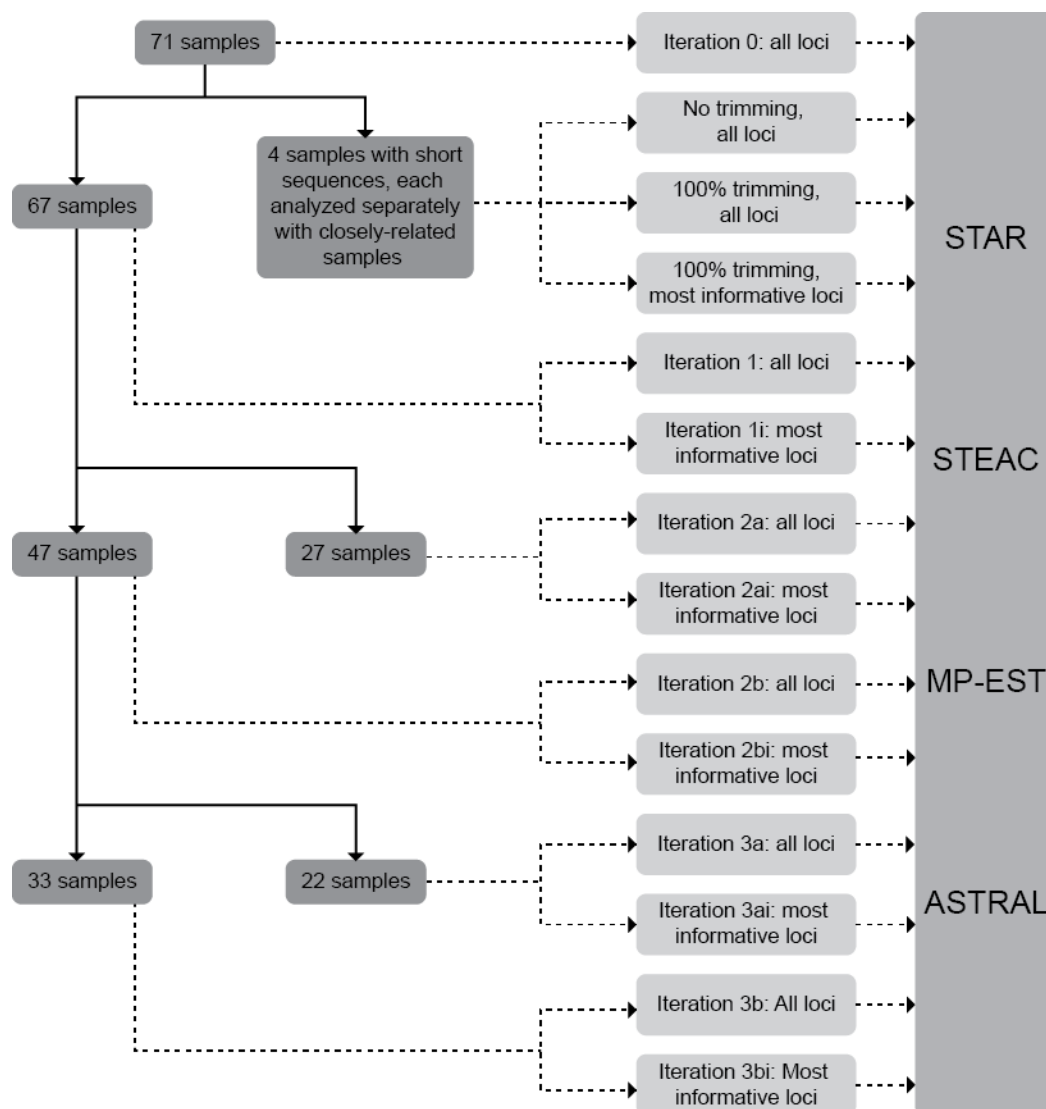 71 samples
Iteration 0: all loci
No trimming,
all loci
4 samples with short
sequences, each
analyzed separately
with closely-related
samples
67 samples
100% trimming,
all loci
STAR
100% trimming,
most informative loci
Iteration 1: all loci
Iteration 1i: most
informative loci
STEAC
47 samples
27 samples
Iteration 2a: all loci
Iteration 2ai: most
informative loci
Iteration 2b: all loci
MP-EST
Iteration 2bi: most
informative loci
33 samples
22 samples
Iteration 3a: all loci
Iteration 3ai: most
informative loci
ASTRAL
Iteration 3b: All loci
Iteration 3bi: Most
informative loci